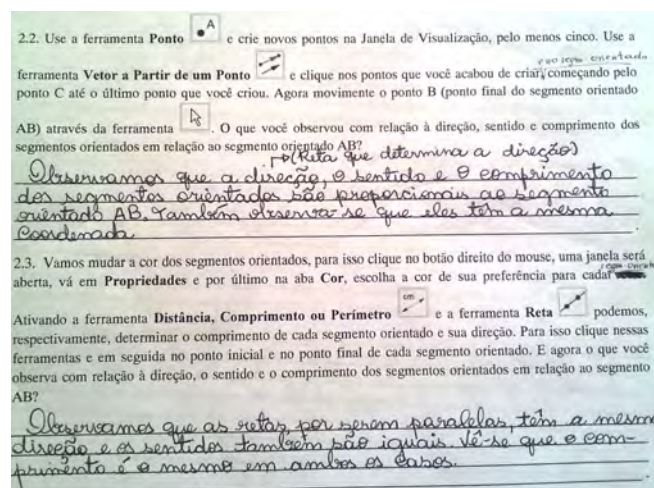 2.2. Use a ferramenta Ponto A e crie novos pontos na Janela de Visualização, pelo menos cinco. Use a
ferramenta Vetor a Partir de um Ponto e clique nos pontos que você acabou de criar, começando pelo
ponto C até o último ponto que você criou. Agora movimente o ponto B (ponto final do segmento orientado
AB) através da ferramenta . O que você observou com relação à direção, sentido e comprimento dos
segmentos orientados em relação ao segmento orientado AB?
(Reta que determina a direção)
Observamos que a direção, o sentido e o comprimento
dos segmentos orientados são proporcionais ao segmento
orientado AB. Também observa-se que eles têm a mesma
Coordenada.
2.3. Vamos mudar a cor dos segmentos orientados, para isso clique no botão direito do mouse, uma janela será
aberta, vá em Propriedades e por último na aba Cor, escolha a cor de sua preferência para cada
Ativando a ferramenta Distância, Comprimento ou Perímetro cm e a ferramenta Reta podemos,
respectivamente, determinar o comprimento de cada segmento orientado e sua direção. Para isso clique nessas
ferramentas e em seguida no ponto inicial e no ponto final de cada segmento orientado. E agora o que você
observa com relação à direção, o sentido e o comprimento dos segmentos orientados em relação ao segmento
AB?
Observamos que as retas, por serem paralelas, têm a mesm
direção e os sentidos também são iguais. Vê-se que o com-
primento é o mesmo em ambos os casos.